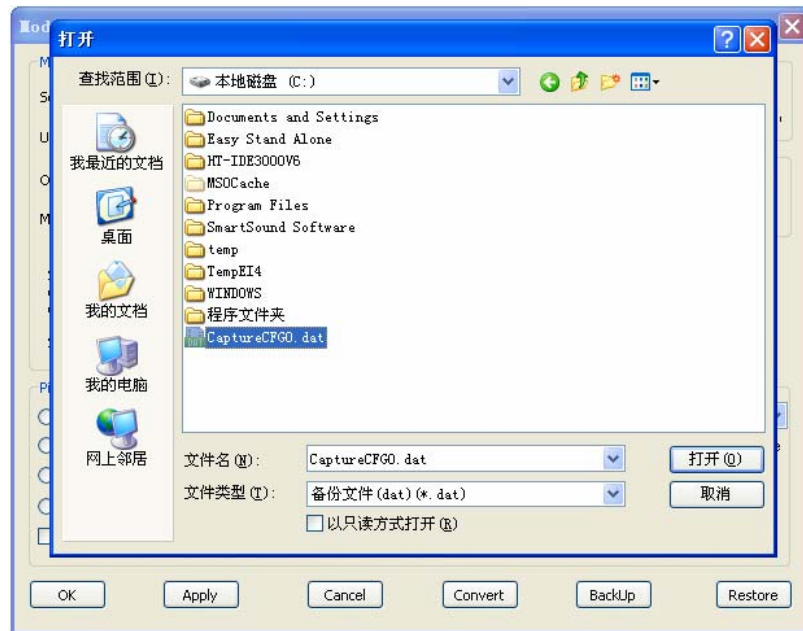 Mod
打开
M
查找范围(I):
本地磁盘 (C:)
S
U
O
M
我最近的文档
桌面
我的文档
我的电脑
网上邻居
Documents and Settings
Easy Stand Alone
HT-IDE3000V6
MSOCache
Program Files
SmartSound Software
temp
TempEI4
WINDOWS
程序文件夹
CaptureCFGO.dat
Pi
文件名(N):
CaptureCFGO.dat
打开(O)
文件类型(T):
备份文件(dat)(*.dat)
取消
以只读方式打开(R)
OK
Apply
Cancel
Convert
BackUp
Restore